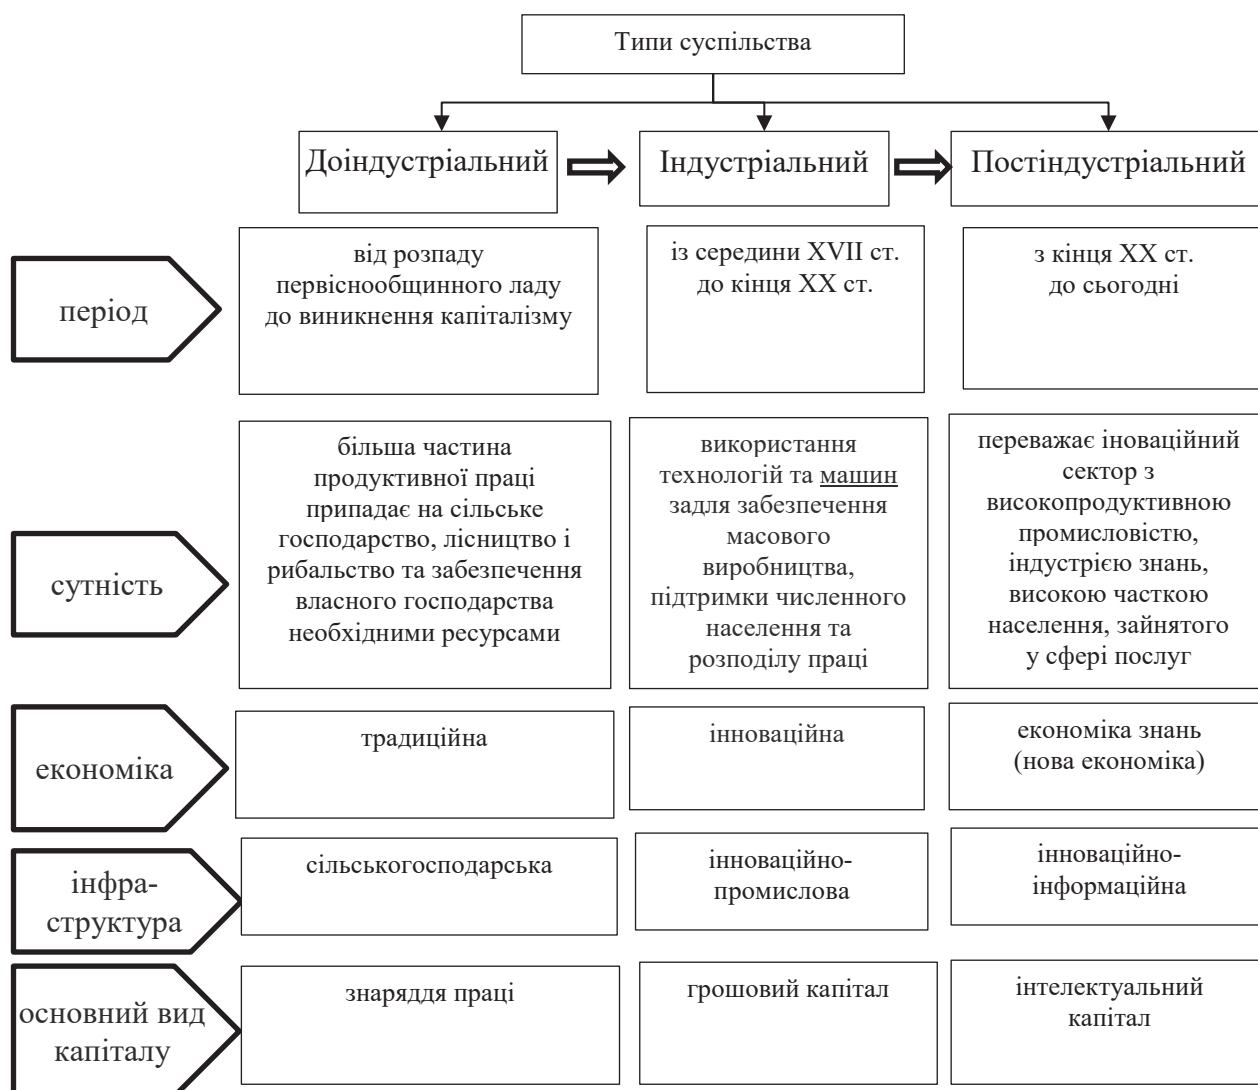 Типи суспільства
Доіндустріальний
Індустріальний
Постіндустріальний
період
від розпаду
первіснообщинного ладу
до виникнення капіталізму
із середини XVII ст.
до кінця XX ст.
з кінця XX ст.
до сьогодні
сутність
більша частина
продуктивної праці
припадає на сільське
господарство, лісництво і
рибальство та забезпечення
власного господарства
необхідними ресурсами
використання
технологій та машин
задля забезпечення
масового
виробництва,
підтримки численного
населення та
розподілу праці
переважає іноваційний
сектор з
високопродуктивною
промисловістю,
індустрією знань,
високою часткою
населення, зайнятого
у сфері послуг
економіка
традиційна
інноваційна
економіка знань
(нова економіка)
інфра-
структура
сільськогосподарська
інноваційно-
промислова
інноваційно-
інформаційна
основний вид
капіталу
знаряддя праці
грошовий капітал
інтелектуальний
капітал